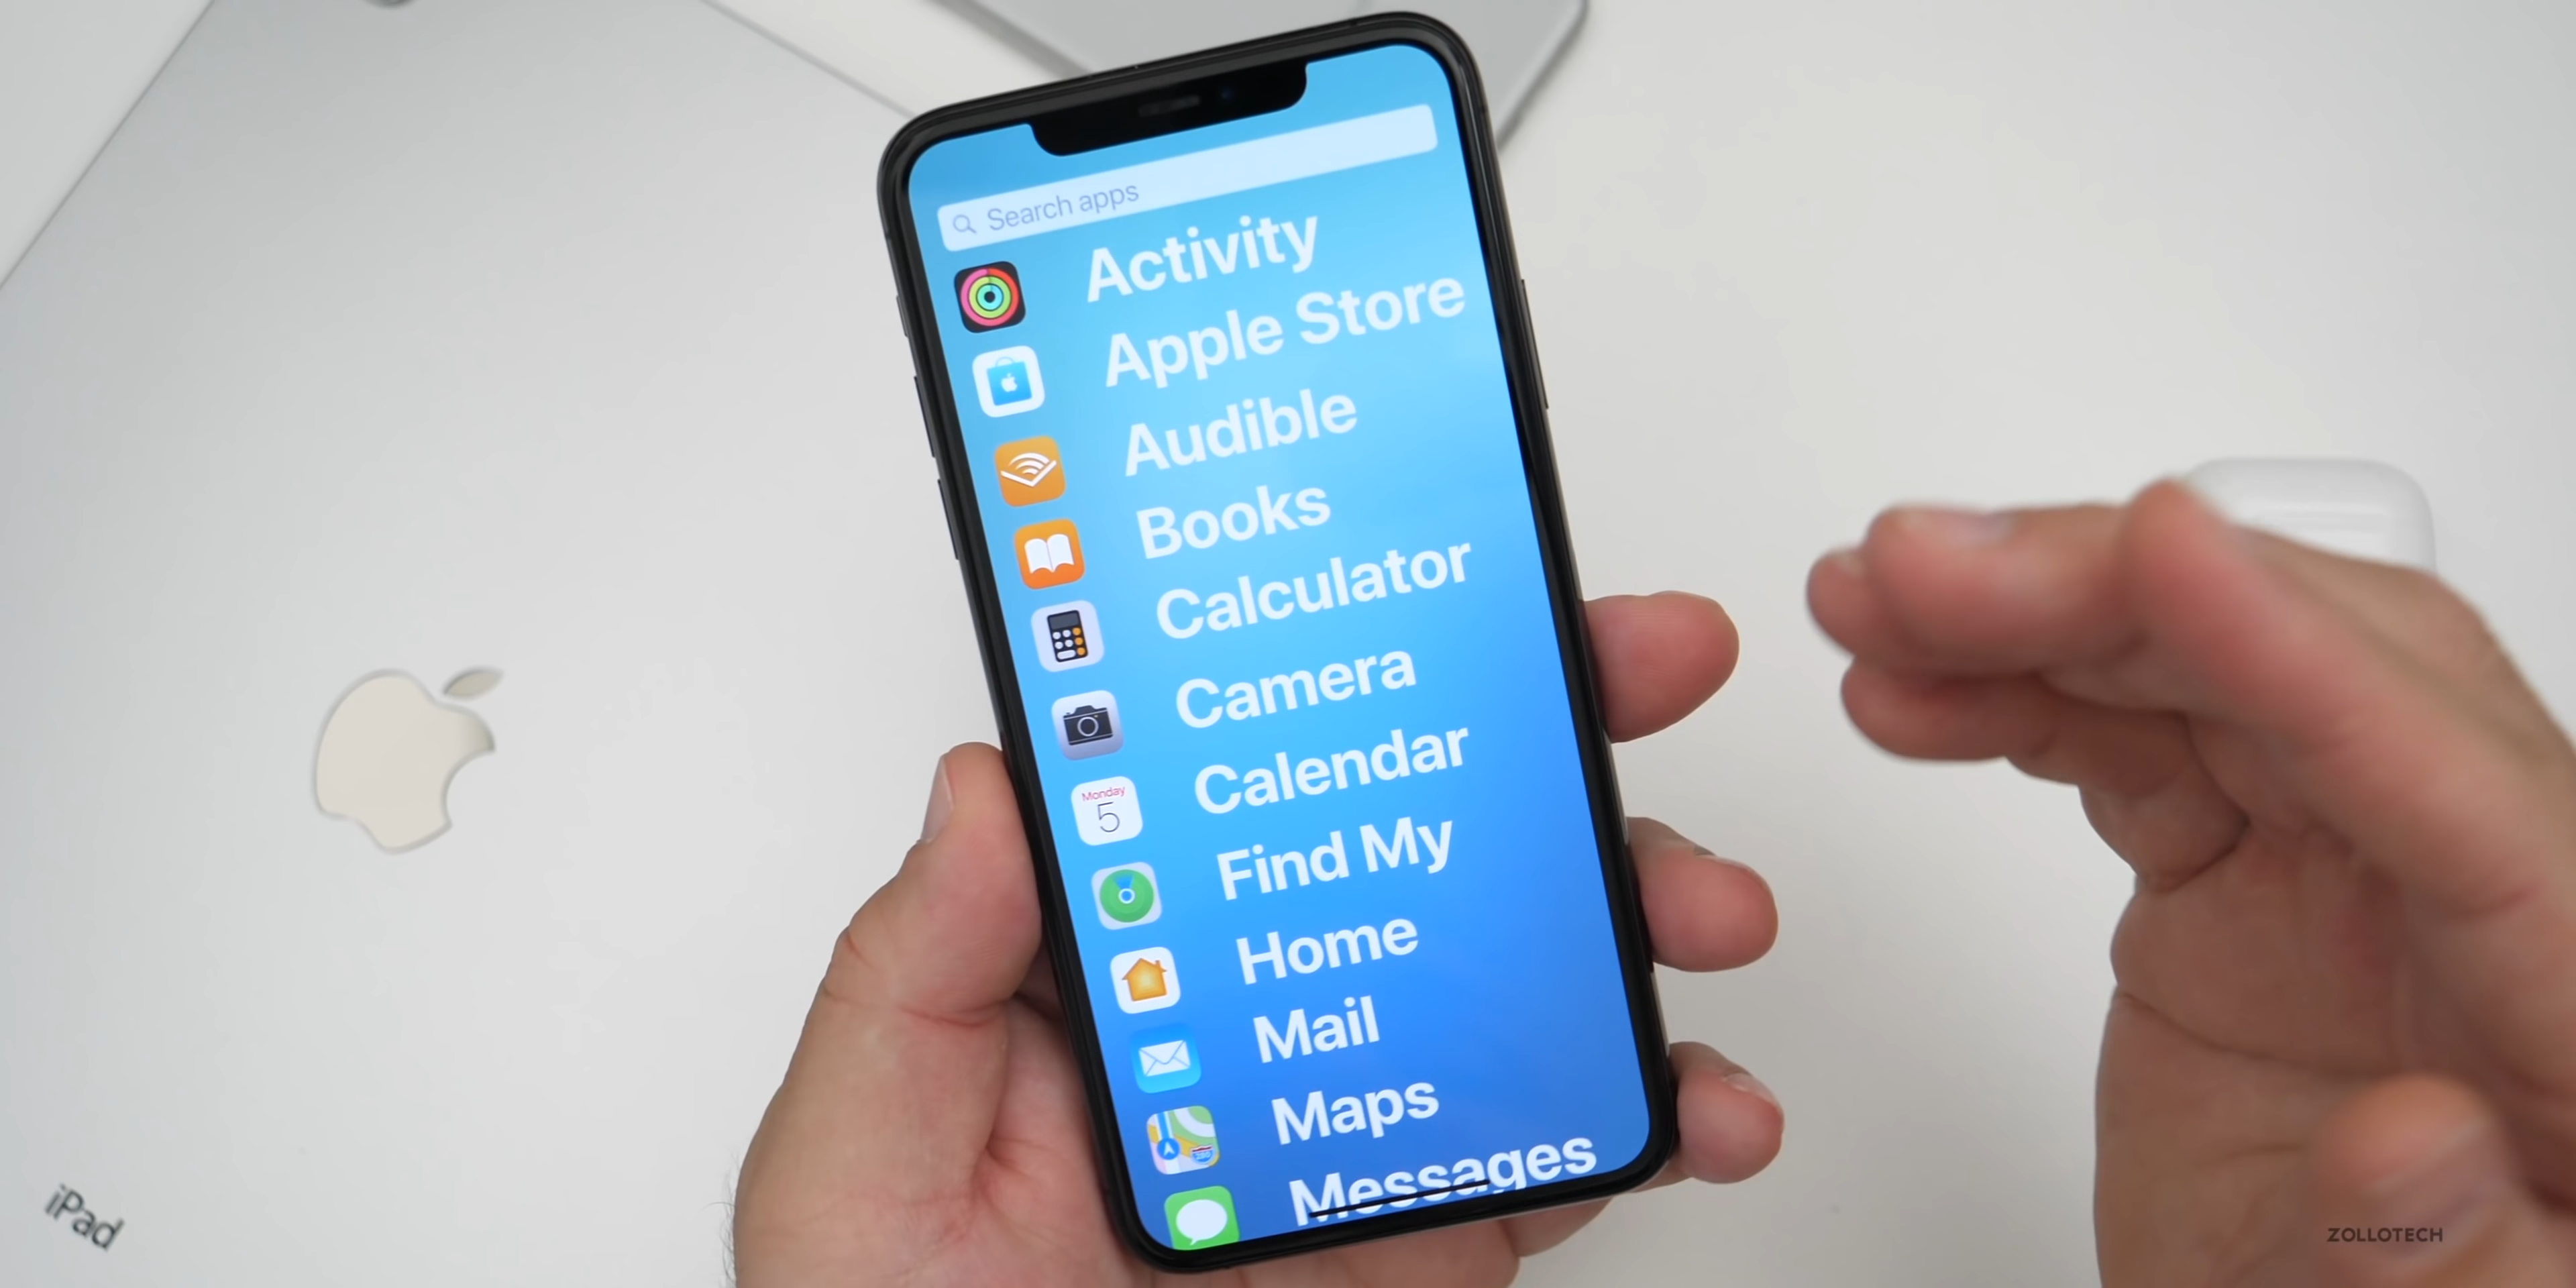 Search apps
Activity
Apple Store
Audible
Books
Calculator
Camera
Monday
5
Calendar
Find My
Home
Mail
Maps
Messages
iPad
ZOLLOTECH